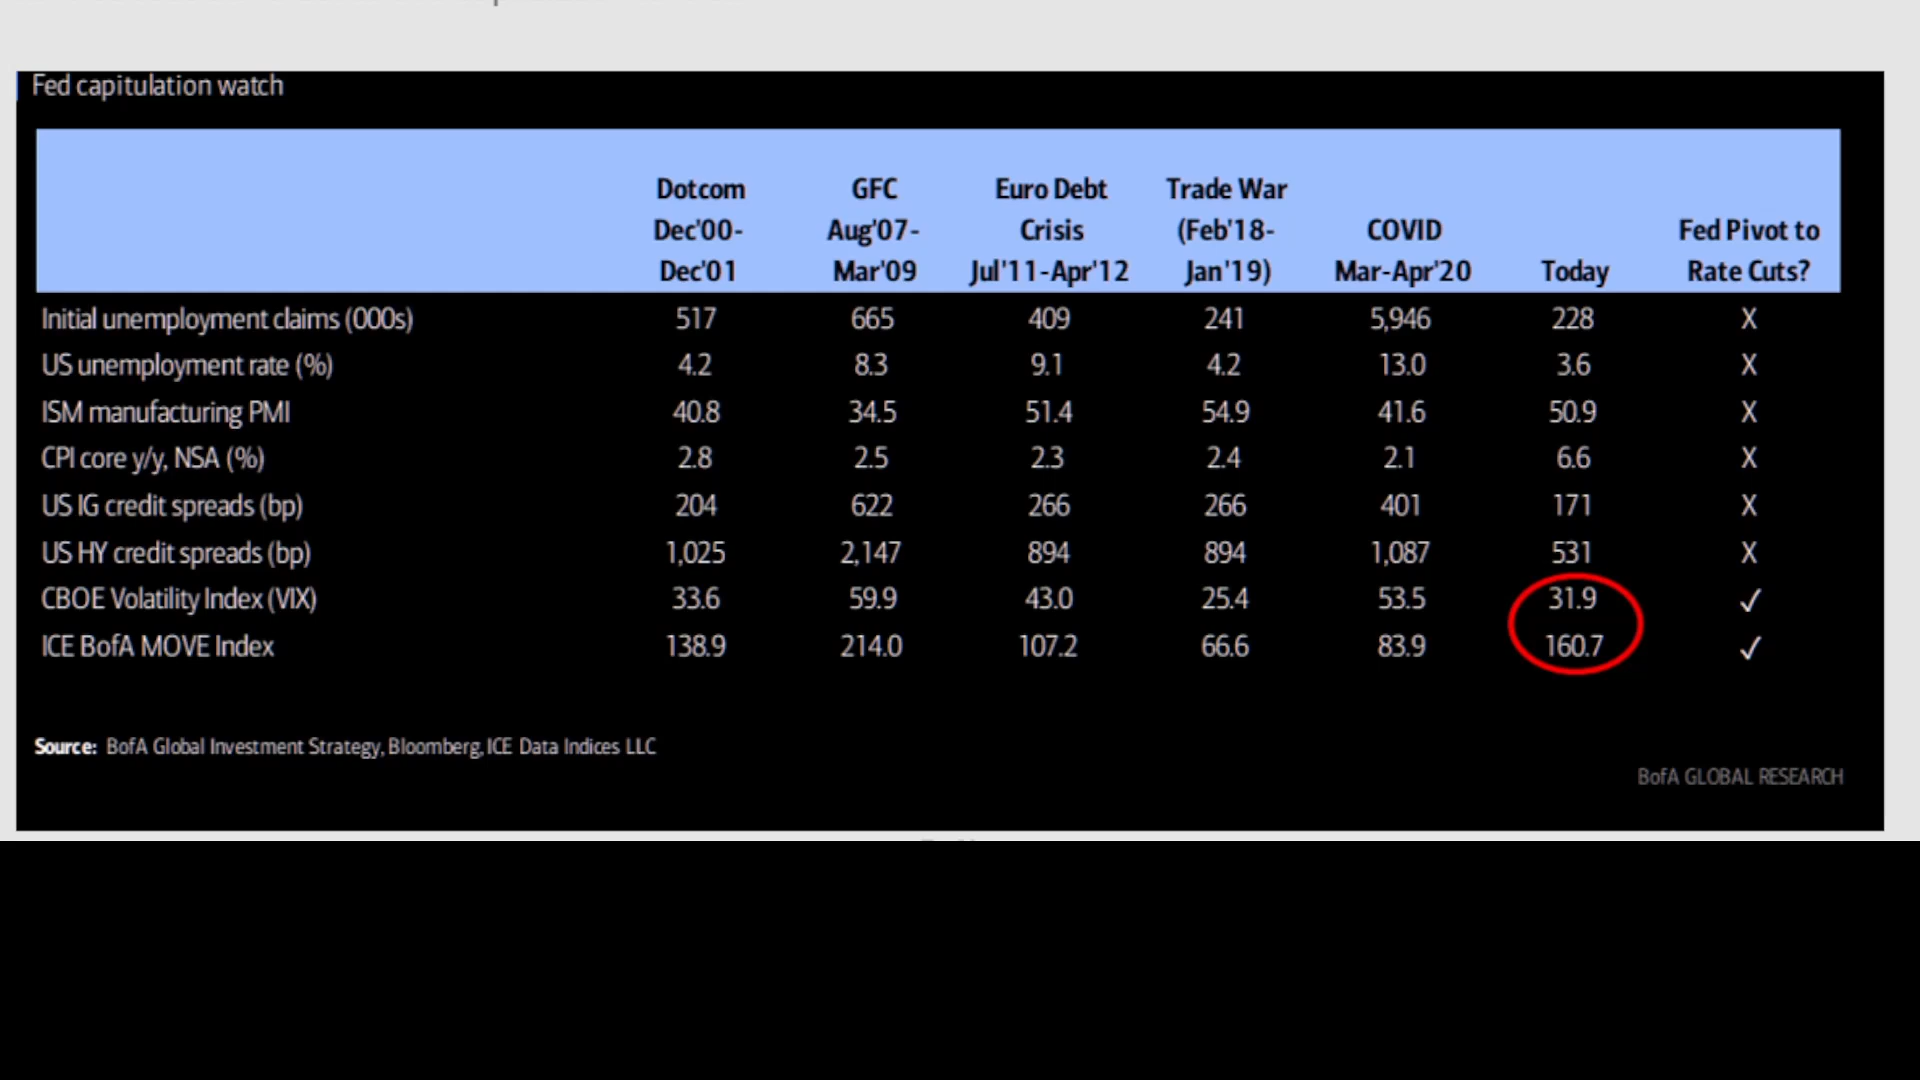 Fed capitulation watch
Dotcom GFC Euro Debt Trade War
Dec'00- Aug'07- Crisis (Feb'18- COVID Fed Pivot to
Dec'01 Mar'09 Jul'11-Apr'12 Jan'19) Mar-Apr'20 Today Rate Cuts?
Initial unemployment claims (000s) 517 665 409 241 5,946 228 X
US unemployment rate (%) 4.2 8.3 9.1 4.2 13.0 3.6 X
ISM manufacturing PMI 40.8 34.5 51.4 54.9 41.6 50.9 X
CPI core y/y, NSA (%) 2.8 2.5 2.3 2.4 2.1 6.6 X
US IG credit spreads (bp) 204 622 266 266 401 171 X
US HY credit spreads (bp) 1,025 2,147 894 894 1,087 531 X
CBOE Volatility Index (VIX) 33.6 59.9 43.0 25.4 53.5 31.9 ✓
ICE BofA MOVE Index 138.9 214.0 107.2 66.6 83.9 160.7 ✓
Source: BofA Global Investment Strategy, Bloomberg, ICE Data Indices LLC
BofA GLOBAL RESEARCH